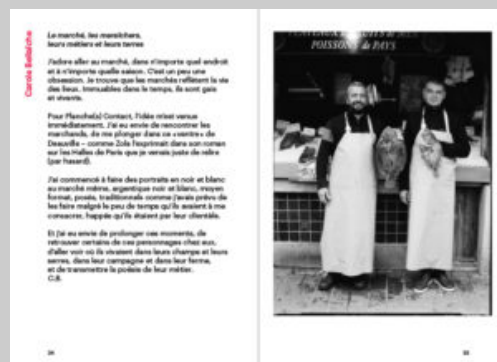 Carole Bellaïche
Le marché, les maraîchers,
leurs métiers et leurs terres
J'adore aller au marché, dans n'importe quel endroit
et à n'importe quelle saison. C'est un peu une
obsession. Je trouve que les marchés reflètent la vie
des lieux. Immuables dans le temps, ils sont gais
et vivants.
Pour Planche(s) Contact, l'idée m'est venue
immédiatement. J'ai eu envie de rencontrer les
marchands, de me plonger dans ce « ventre » de
Deauville – comme Zola l'exprimait dans son roman
sur les Halles de Paris que je venais juste de relire
(par hasard).
J'ai commencé à faire des portraits en noir et blanc
au marché même, argentique noir et blanc, moyen
format, posés, traditionnels comme j'avais prévu de
les faire malgré le peu de temps qu'ils avaient à me
consacrer, happés qu'ils étaient par leur clientèle.
Et j'ai eu envie de prolonger ces moments, de
retrouver certains de ces personnages chez eux,
d'aller voir où ils vivaient dans leurs champs et leurs
serres, dans leur campagne et dans leur ferme,
et de transmettre la poésie de leur métier.
C.B.
34
POISSONS du PAYS